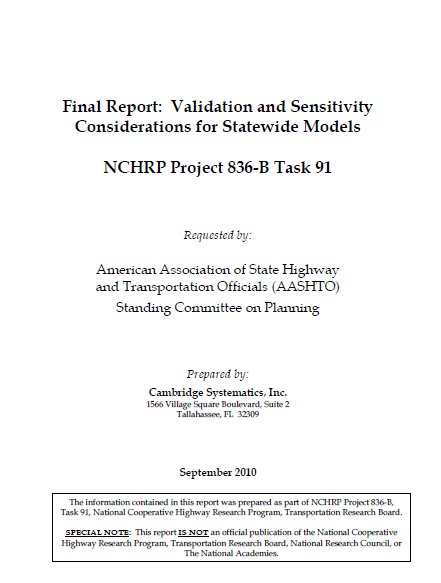 Final Report:  Validation and Sensitivity
Considerations for Statewide Models
NCHRP Project 836-B Task 91
Requested by:
American Association of State Highway
and Transportation Officials (AASHTO)
Standing Committee on Planning
Prepared by:
Cambridge Systematics, Inc.
1566 Village Square Boulevard, Suite 2
Tallahassee, FL  32309
September 2010
The information contained in this report was prepared as part of NCHRP Project 836-B,
Task 91, National Cooperative Highway Research Program, Transportation Research Board.
SPECIAL NOTE:  This report IS NOT an official publication of the National Cooperative
Highway Research Program, Transportation Research Board, National Research Council, or
The National Academies.